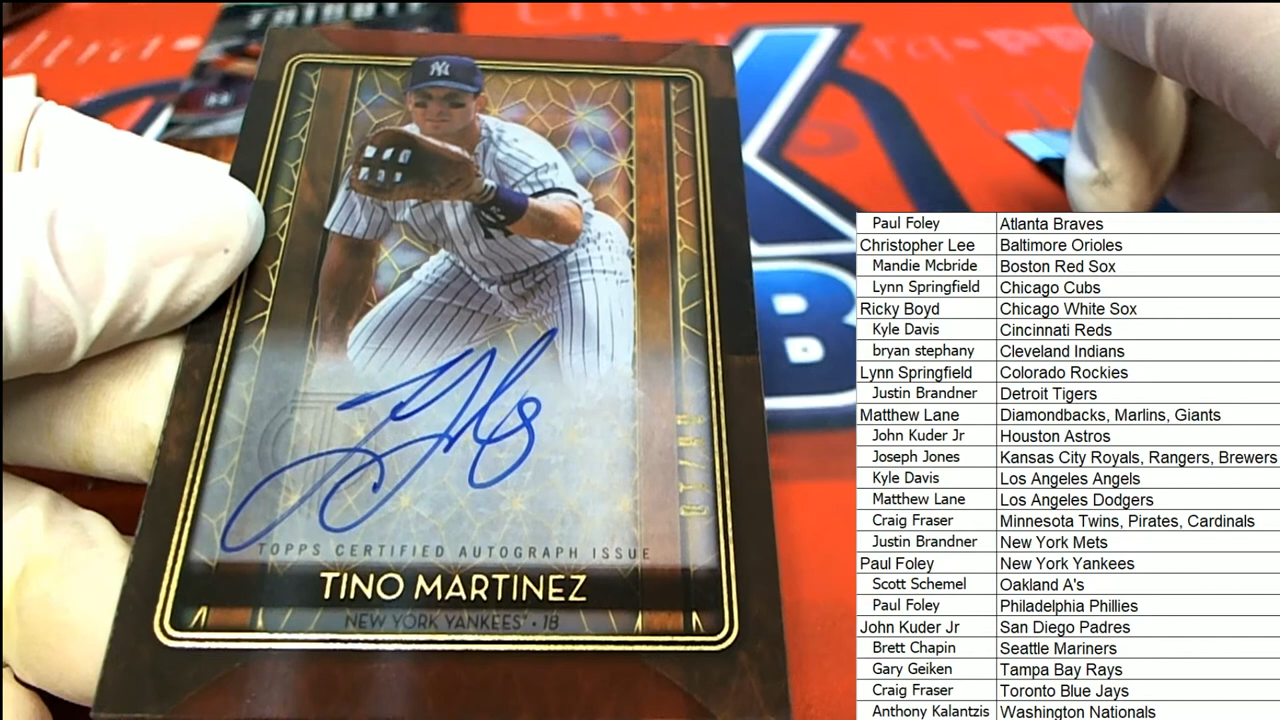 TRIBUTE
NY
TOPPS CERTIFIED AUTOGRAPH ISSUE
TINO MARTINEZ
NEW YORK YANKEES • 1B
Paul Foley Atlanta Braves
Christopher Lee Baltimore Orioles
Mandie Mcbride Boston Red Sox
Lynn Springfield Chicago Cubs
Ricky Boyd Chicago White Sox
Kyle Davis Cincinnati Reds
bryan stephany Cleveland Indians
Lynn Springfield Colorado Rockies
Justin Brandner Detroit Tigers
Matthew Lane Diamondbacks, Marlins, Giants
John Kuder Jr Houston Astros
Joseph Jones Kansas City Royals, Rangers, Brewers
Kyle Davis Los Angeles Angels
Matthew Lane Los Angeles Dodgers
Craig Fraser Minnesota Twins, Pirates, Cardinals
Justin Brandner New York Mets
Paul Foley New York Yankees
Scott Schemel Oakland A's
Paul Foley Philadelphia Phillies
John Kuder Jr San Diego Padres
Brett Chapin Seattle Mariners
Gary Geiken Tampa Bay Rays
Craig Fraser Toronto Blue Jays
Anthony Kalantzis Washington Nationals